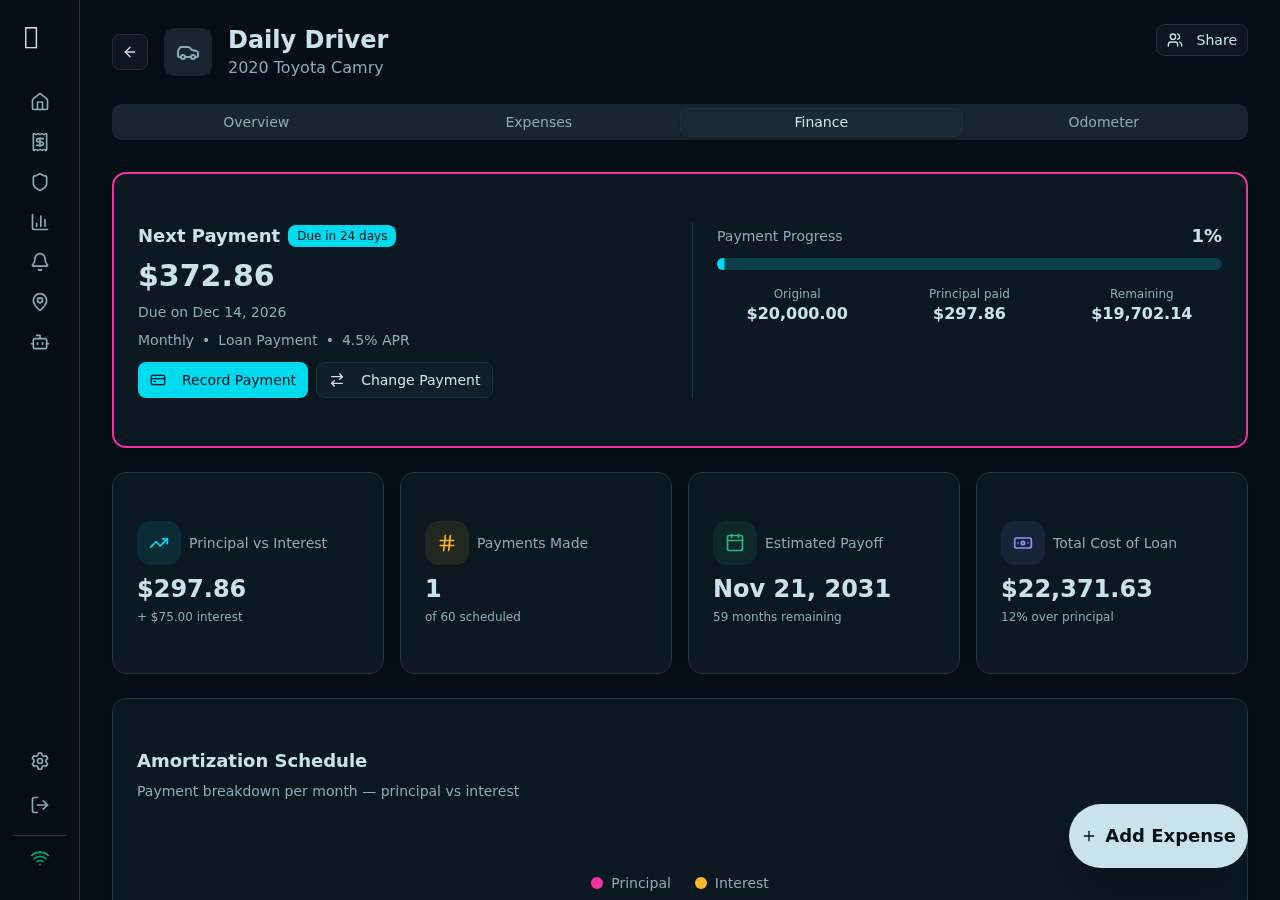 Daily Driver
2020 Toyota Camry
Share
Overview
Expenses
Finance
Odometer
Next Payment
Due in 24 days
$372.86
Due on Dec 14, 2026
Monthly • Loan Payment • 4.5% APR
Record Payment
Change Payment
Payment Progress
1%
Original
Principal paid
Remaining
$20,000.00
$297.86
$19,702.14
Principal vs Interest
$297.86
+ $75.00 interest
Payments Made
1
of 60 scheduled
Estimated Payoff
Nov 21, 2031
59 months remaining
Total Cost of Loan
$22,371.63
12% over principal
Amortization Schedule
Payment breakdown per month — principal vs interest
Principal
Interest
+ Add Expense